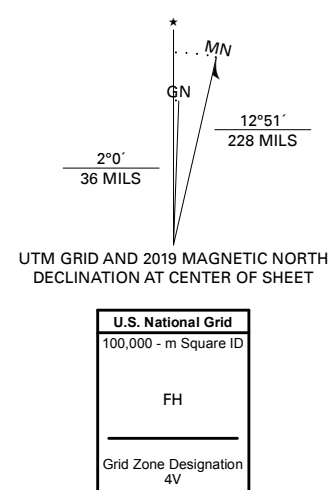 ★
MN
GN
12°51´
228 MILS
2°0´
36 MILS
UTM GRID AND 2019 MAGNETIC NORTH
DECLINATION AT CENTER OF SHEET
U.S. National Grid
100,000 - m Square ID
FH
Grid Zone Designation
4V